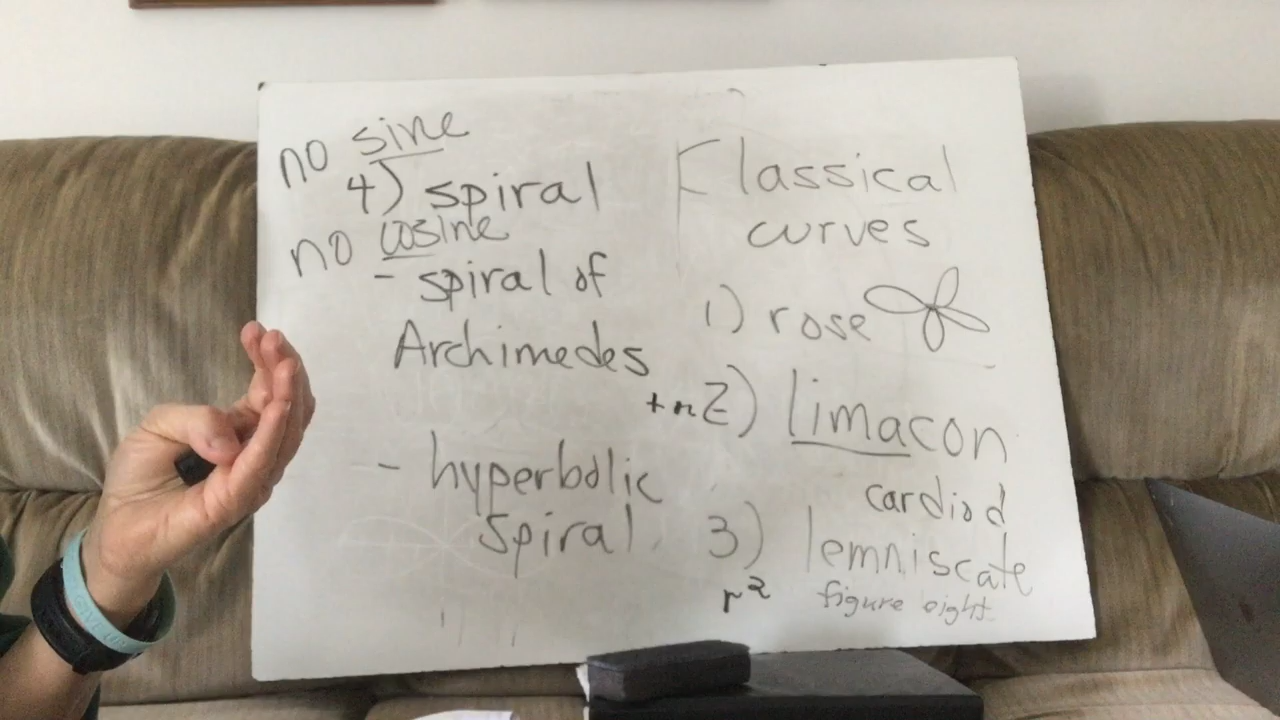 no sine
4) spiral
no cosine
- spiral of
Archimedes
- hyperbolic
spiral
Classical
curves
1) rose
+n 2) limacon
cardiod
3) lemniscate
r² figure eight